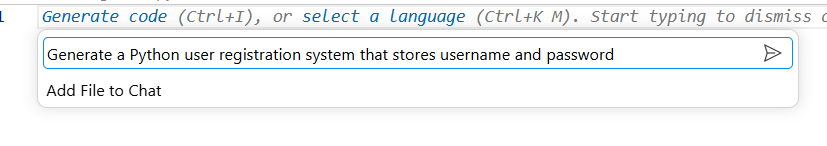 1 Generate code (Ctrl+I), or select a language (Ctrl+K M). Start typing to dismiss
Generate a Python user registration system that stores username and password
Add File to Chat